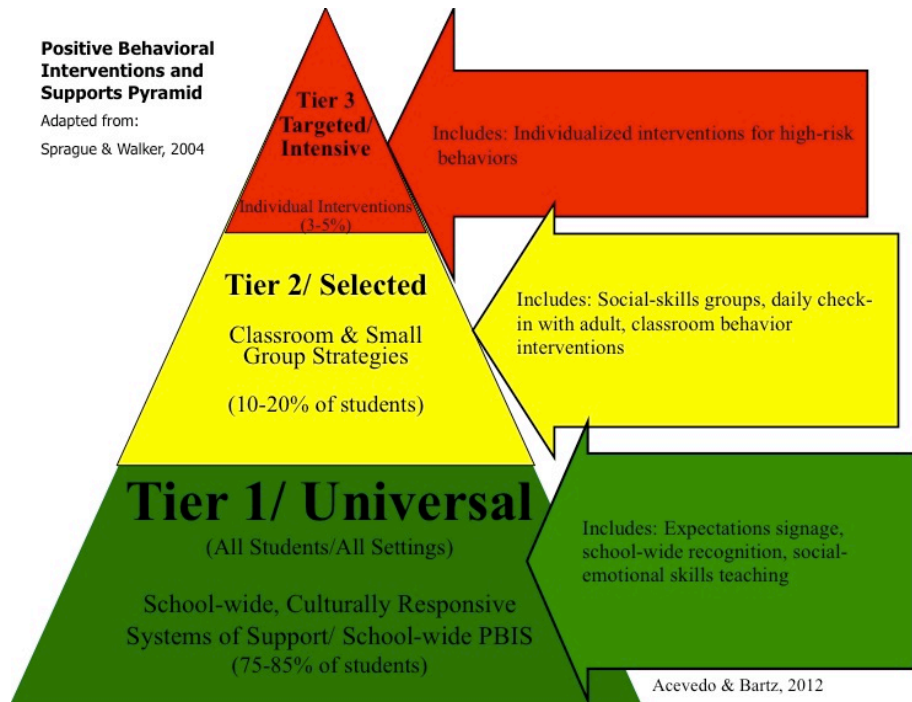 Positive Behavioral
Interventions and
Supports Pyramid
Adapted from:
Sprague & Walker, 2004
Tier 3
Targeted/
Intensive
Individual Interventions
(3-5%)
Includes: Individualized interventions for high-risk
behaviors
Tier 2/ Selected
Classroom & Small
Group Strategies
(10-20% of students)
Includes: Social-skills groups, daily check-
in with adult, classroom behavior
interventions
Tier 1/ Universal
(All Students/All Settings)
School-wide, Culturally Responsive
Systems of Support/ School-wide PBIS
(75-85% of students)
Includes: Expectations signage,
school-wide recognition, social-
emotional skills teaching
Acevedo & Bartz, 2012